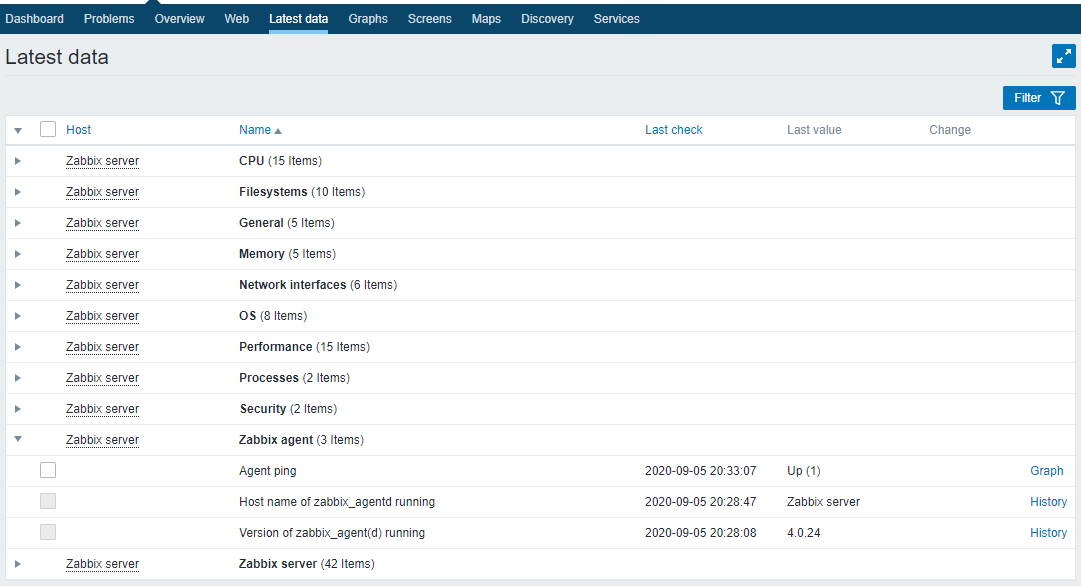 Dashboard Problems Overview Web Latest data Graphs Screens Maps Discovery Services
Latest data
Filter
Host Name Last check Last value Change
Zabbix server CPU (15 Items)
Zabbix server Filesystems (10 Items)
Zabbix server General (5 Items)
Zabbix server Memory (5 Items)
Zabbix server Network interfaces (6 Items)
Zabbix server OS (8 Items)
Zabbix server Performance (15 Items)
Zabbix server Processes (2 Items)
Zabbix server Security (2 Items)
Zabbix server Zabbix agent (3 Items)
Agent ping 2020-09-05 20:33:07 Up (1) Graph
Host name of zabbix_agentd running 2020-09-05 20:28:47 Zabbix server History
Version of zabbix_agent(d) running 2020-09-05 20:28:08 4.0.24 History
Zabbix server Zabbix server (42 Items)